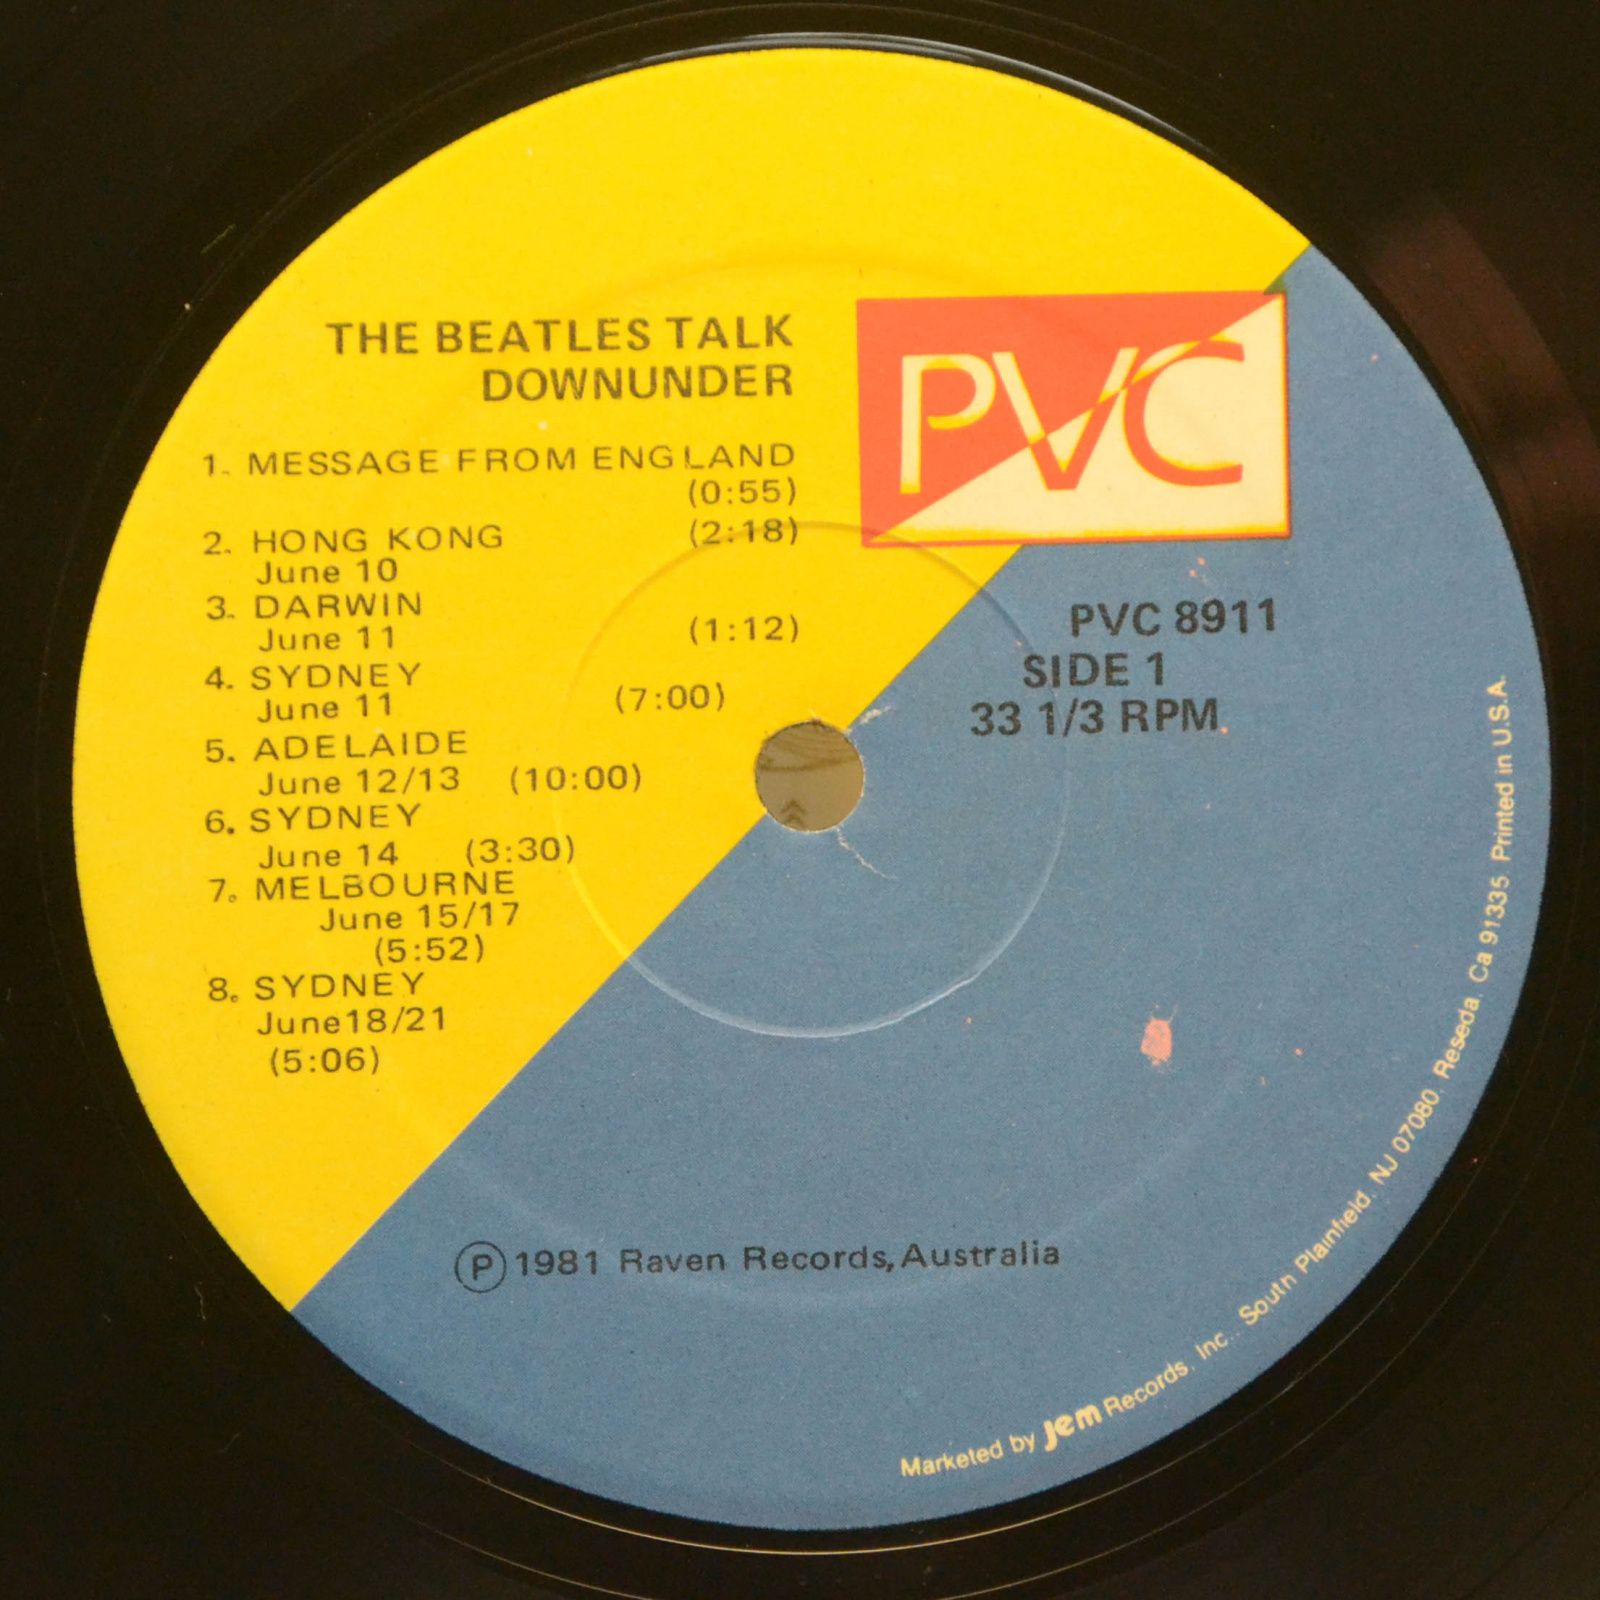 THE BEATLES TALK
DOWNUNDER
PVC
1. MESSAGE FROM ENGLAND
(0:55)
2. HONG KONG (2:18)
June 10
3. DARWIN
June 11 (1:12)
4. SYDNEY
June 11 (7:00)
5. ADELAIDE
June 12/13 (10:00)
6. SYDNEY
June 14 (3:30)
7. MELBOURNE
June 15/17
(5:52)
8. SYDNEY
June18/21
(5:06)
PVC 8911
SIDE 1
33 1/3 RPM
Ⓟ 1981 Raven Records, Australia
Marketed by Jem Records, Inc., South Plainfield, NJ 07080, Reseda, Ca 91335 Printed in U.S.A.